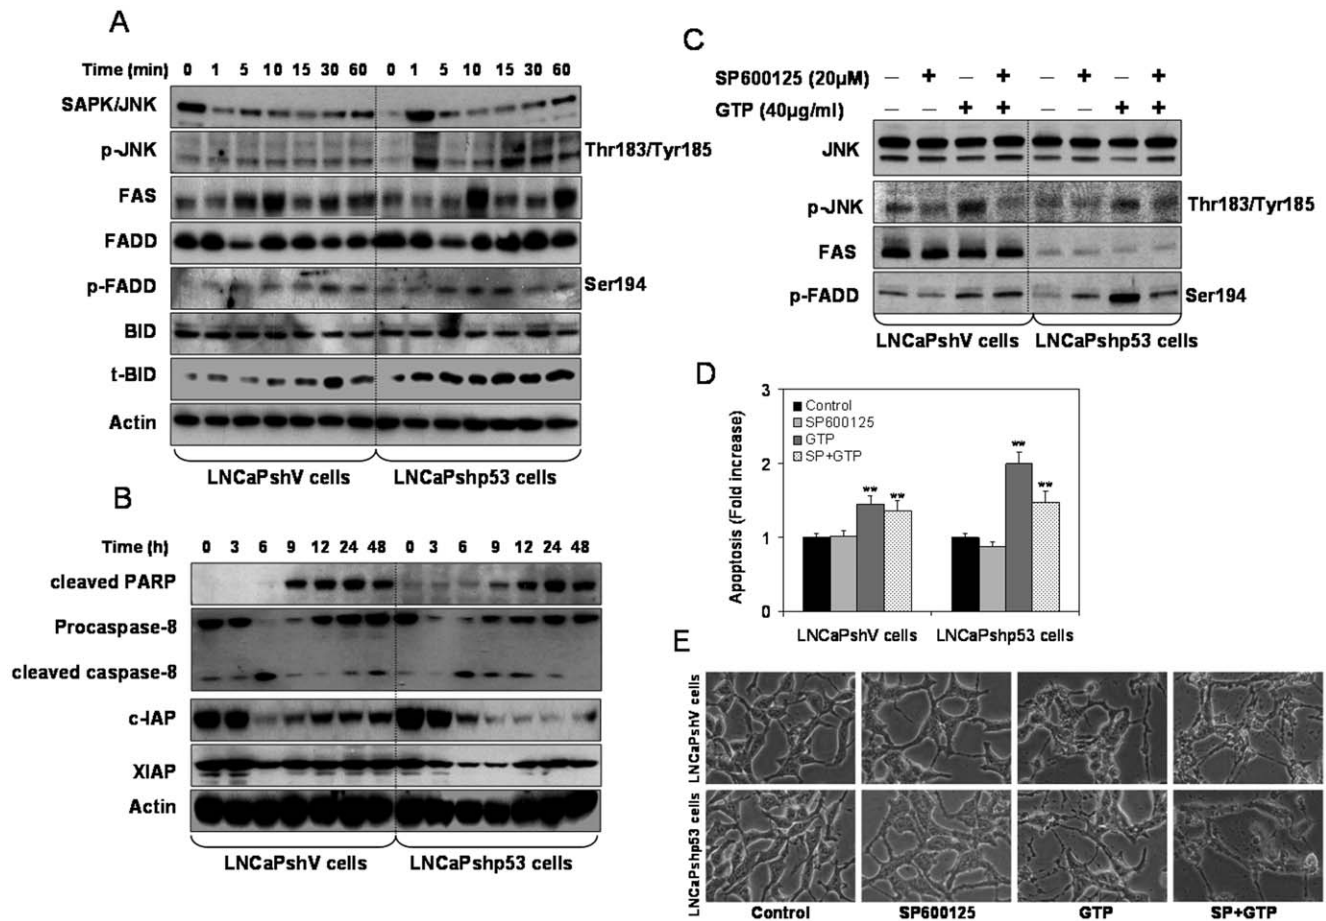 A
Time (min) 0 1 5 10 15 30 60 0 1 5 10 15 30 60
SAPK/JNK
p-JNK Thr183/Tyr185
FAS
FADD
p-FADD Ser194
BID
t-BID
Actin
LNCaPshV cells LNCaPshp53 cells
B
Time (h) 0 3 6 9 12 24 48 0 3 6 9 12 24 48
cleaved PARP
Procaspase-8
cleaved caspase-8
c-IAP
XIAP
Actin
LNCaPshV cells LNCaPshp53 cells
C
SP600125 (20µM) − + − + − + − +
GTP (40µg/ml) − − + + − − + +
JNK
p-JNK Thr183/Tyr185
FAS
p-FADD Ser194
LNCaPshV cells LNCaPshp53 cells
D
Apoptosis (Fold increase)
3
2
1
0
Control
SP600125
GTP
SP+GTP
** ** ** **
LNCaPshV cells LNCaPshp53 cells
E
LNCaPshV cells
LNCaPshp53 cells
Control SP600125 GTP SP+GTP